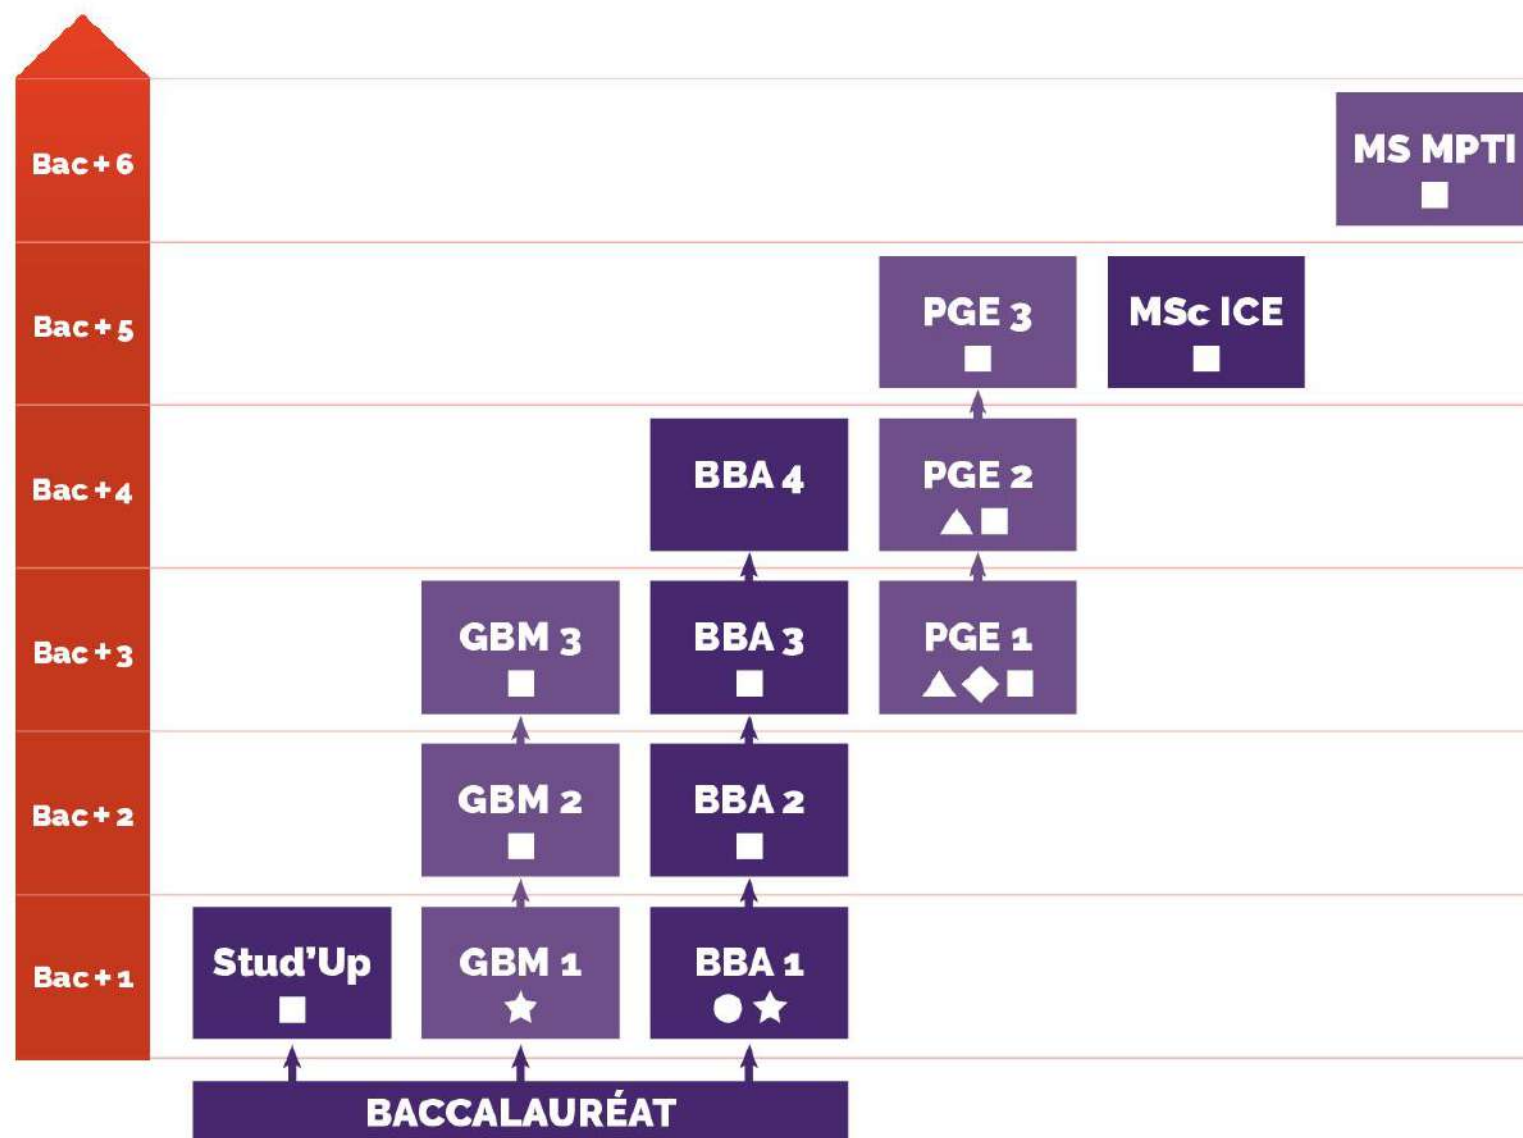 Bac + 6
MS MPTI
Bac + 5
PGE 3
MSc ICE
Bac + 4
BBA 4
PGE 2
Bac + 3
GBM 3
BBA 3
PGE 1
Bac + 2
GBM 2
BBA 2
Bac + 1
Stud’Up
GBM 1
BBA 1
BACCALAURÉAT